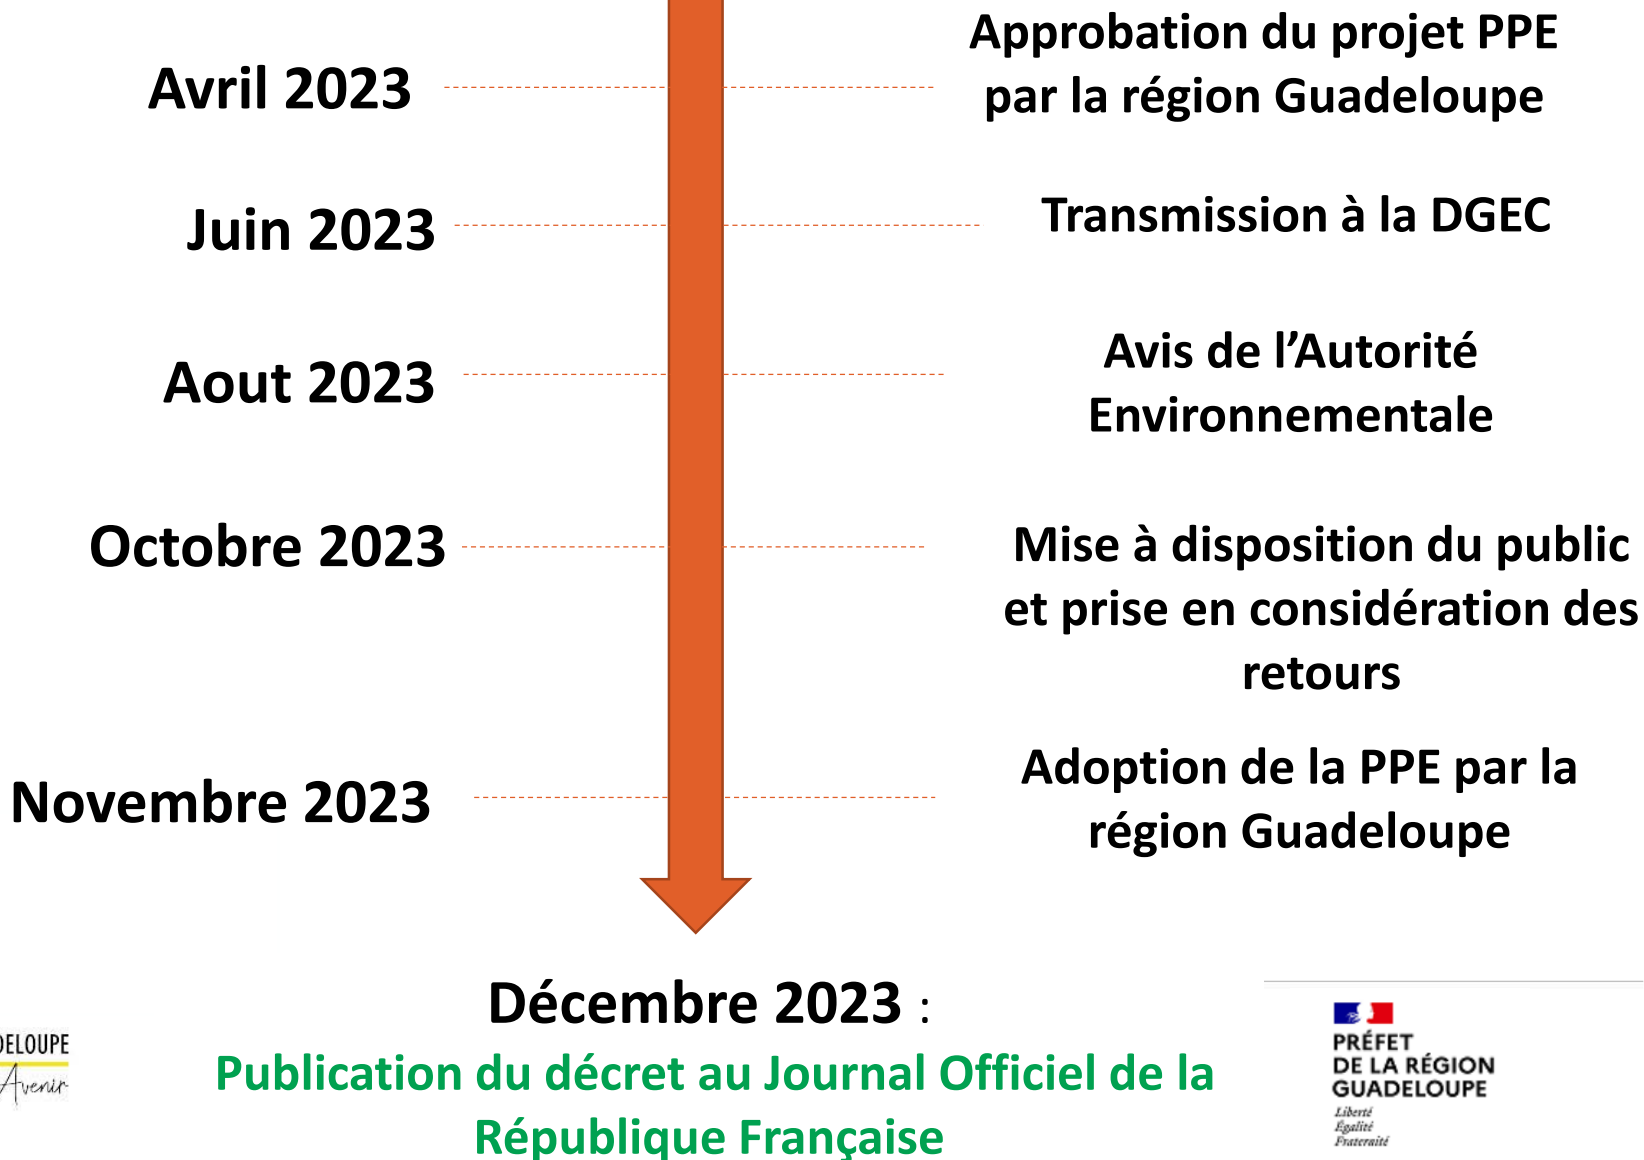 Avril 2023
Approbation du projet PPE
par la région Guadeloupe
Juin 2023
Transmission à la DGEC
Aout 2023
Avis de l’Autorité
Environnementale
Octobre 2023
Mise à disposition du public
et prise en considération des
retours
Novembre 2023
Adoption de la PPE par la
région Guadeloupe
Décembre 2023 :
Publication du décret au Journal Officiel de la
République Française
DELOUPE
Avenir
PRÉFET
DE LA RÉGION
GUADELOUPE
Liberté
Égalité
Fraternité